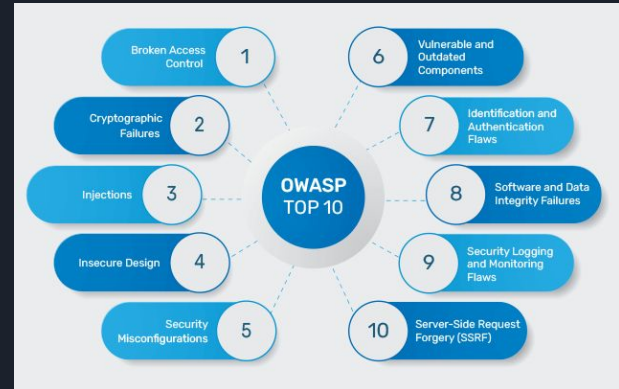 Broken Access
Control
1
Cryptographic
Failures
2
Injections
3
Insecure Design
4
Security
Misconfigurations
5
OWASP
TOP 10
6
Vulnerable and
Outdated
Components
7
Identification and
Authentication
Flaws
8
Software and Data
Integrity Failures
9
Security Logging
and Monitoring
Flaws
10
Server-Side Request
Forgery (SSRF)